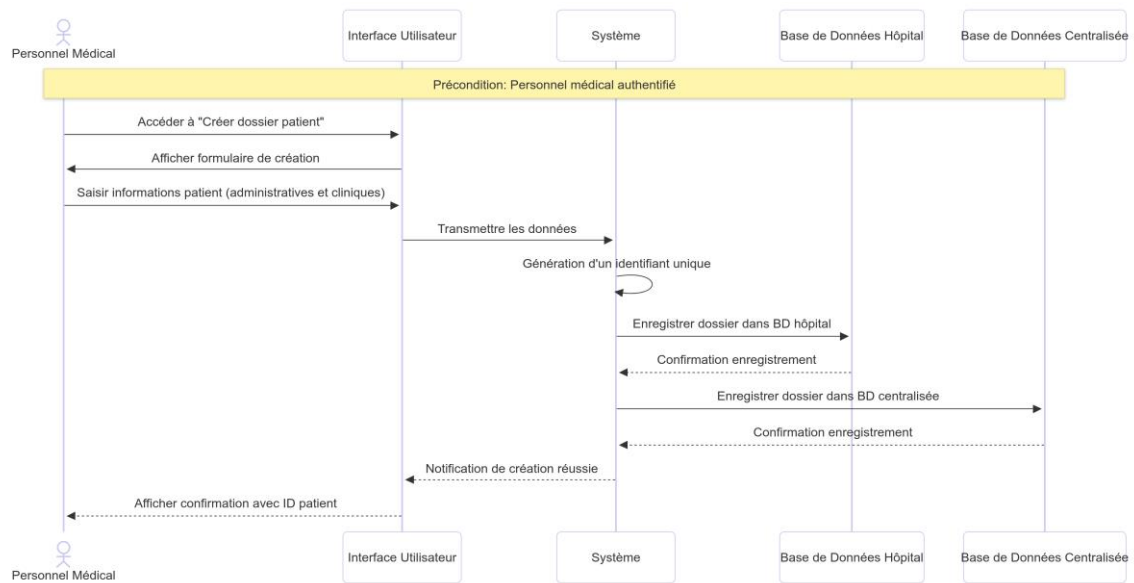 Personnel Médical
Interface Utilisateur
Système
Base de Données Hôpital
Base de Données Centralisée
Précondition: Personnel médical authentifié
Accéder à "Créer dossier patient"
Afficher formulaire de création
Saisir informations patient (administratives et cliniques)
Transmettre les données
Génération d'un identifiant unique
Enregistrer dossier dans BD hôpital
Confirmation enregistrement
Enregistrer dossier dans BD centralisée
Confirmation enregistrement
Notification de création réussie
Afficher confirmation avec ID patient
Personnel Médical
Interface Utilisateur
Système
Base de Données Hôpital
Base de Données Centralisée